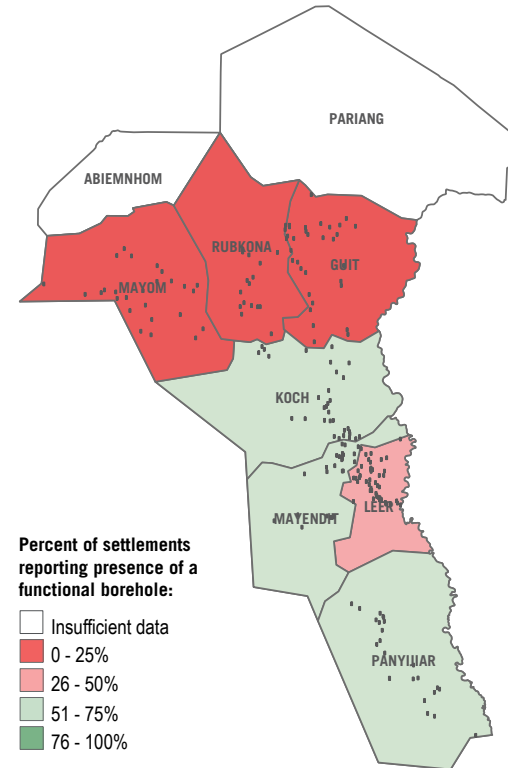 PARIANG
ABIEMNHOM
RUBKONA
GUIT
MAYOM
KOCH
MAYENDIT
LEER
PANYIJIAR
Percent of settlements
reporting presence of a
functional borehole:
Insufficient data
0 - 25%
26 - 50%
51 - 75%
76 - 100%